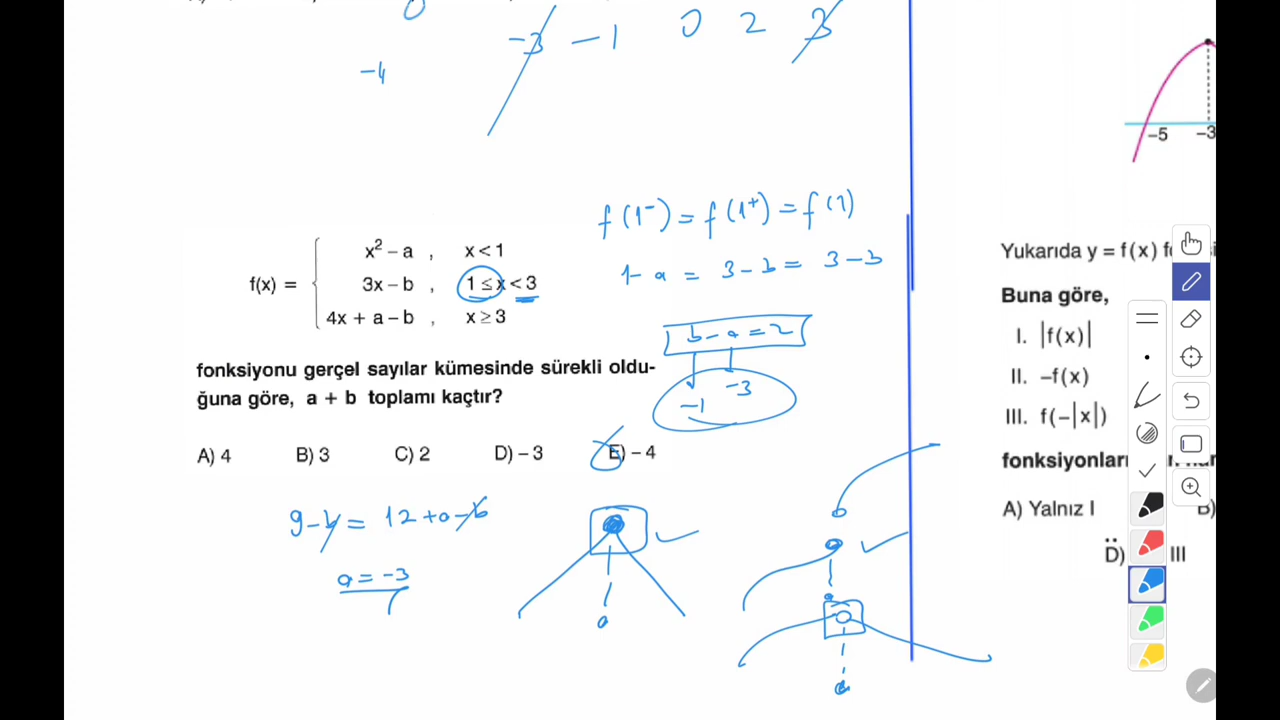 -3 -1 0 2 3
-4
f(x) =
x² – a , x < 1
3x – b , 1 ≤ x < 3
4x + a – b , x ≥ 3
fonksiyonu gerçel sayılar kümesinde sürekli oldu-
ğuna göre, a + b toplamı kaçtır?
A) 4 B) 3 C) 2 D) – 3 E) – 4
f(1⁻) = f(1⁺) = f(1)
1 - a = 3 - b = 3 - b
b - a = 2
-1 -3
9 - b = 12 + a - b
a = -3
a
-5 -3
Yukarıda y = f(x)
Buna göre,
I. |f(x)|
II. –f(x)
III. f(–|x|)
fonksiyonları
A) Yalnız I B)
D) III